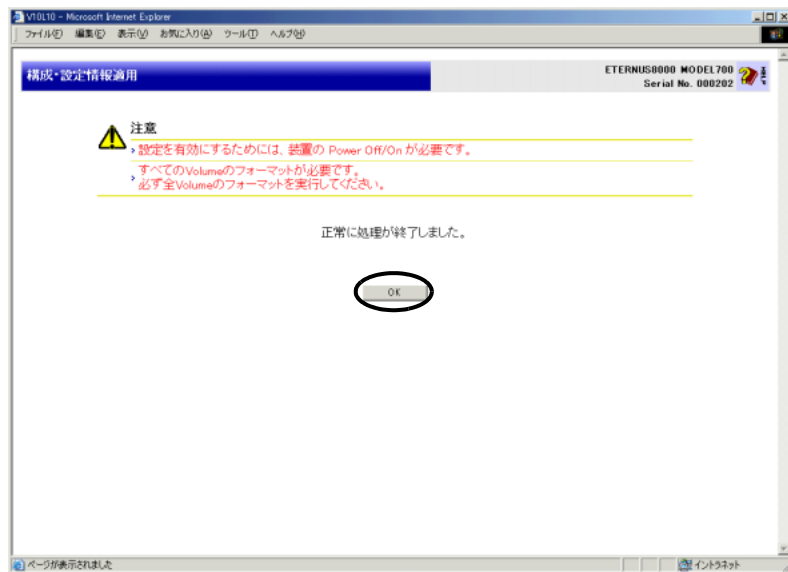 V10L10 - Microsoft Internet Explorer
ファイル(F) 編集(E) 表示(V) お気に入り(A) ツール(T) ヘルプ(H)
構成・設定情報適用
ETERNUS8000 MODEL700
Serial No. 000202
注意
設定を有効にするためには、装置の Power Off/On が必要です。
すべてのVolumeのフォーマットが必要です。
必ず全Volumeのフォーマットを実行してください。
正常に処理が終了しました。
OK
ページが表示されました
イントラネット